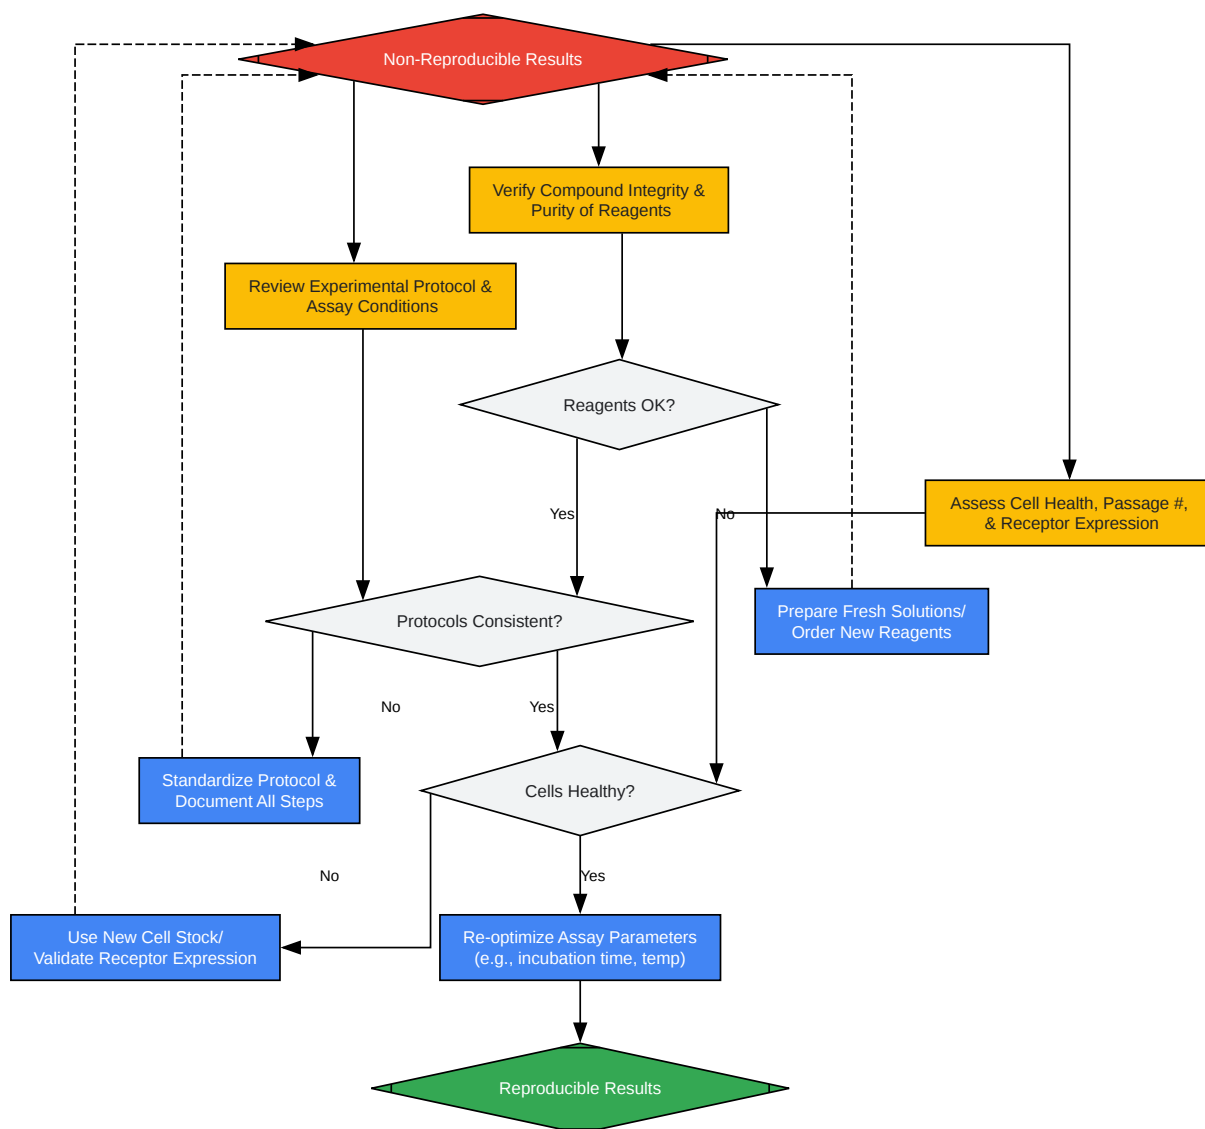 Non-Reproducible Results
Verify Compound Integrity &
Purity of Reagents
Review Experimental Protocol &
Assay Conditions
Reagents OK?
Assess Cell Health, Passage #,
& Receptor Expression
Yes
No
Prepare Fresh Solutions/
Order New Reagents
Protocols Consistent?
No
Yes
Standardize Protocol &
Document All Steps
Cells Healthy?
No
Yes
Use New Cell Stock/
Validate Receptor Expression
Re-optimize Assay Parameters
(e.g., incubation time, temp)
Reproducible Results